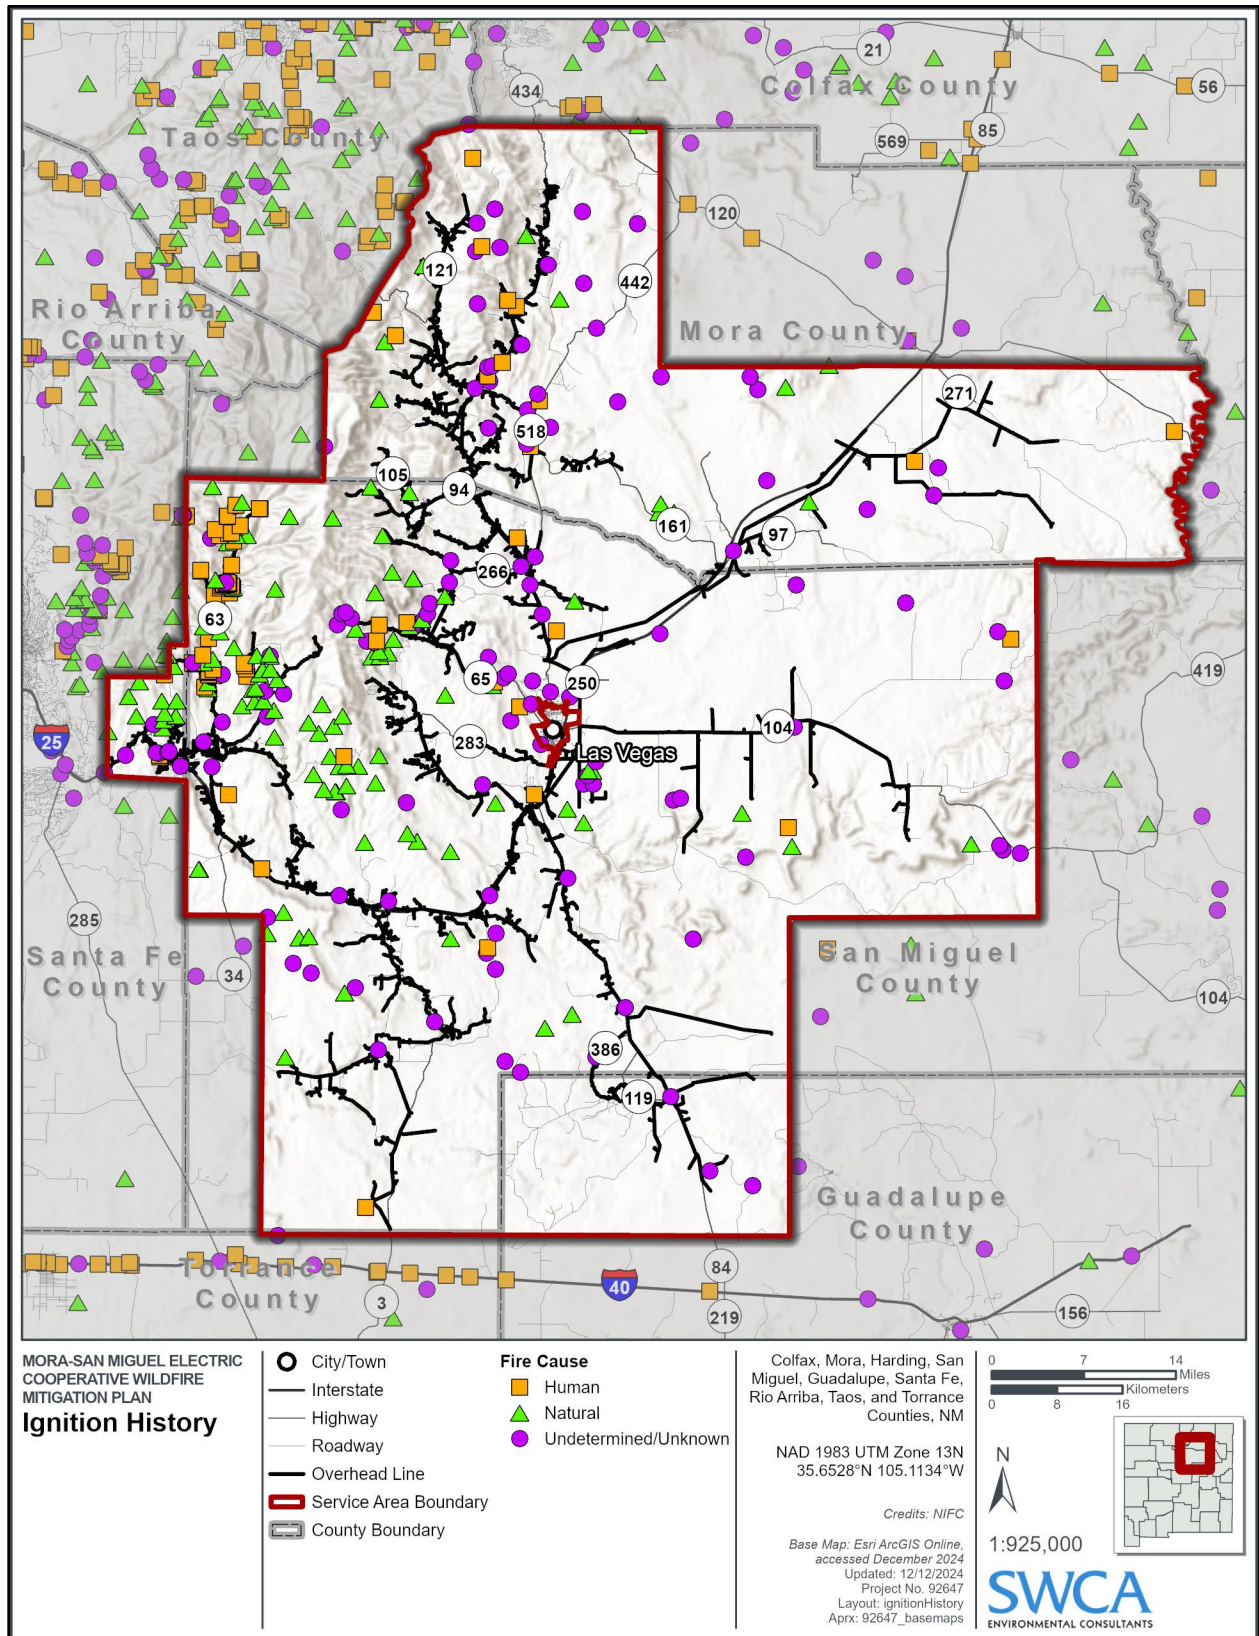 21
Colfax County
56
434
Taos County
569
85
120
121
442
Rio Arriba
County
Mora County
271
518
105
94
161
97
266
63
419
65
250
25
104
283
Las Vegas
285
Santa Fe
County
34
San Miguel
County
104
386
119
Guadalupe
County
Torrance
County
84
40
3
219
156
MORA-SAN MIGUEL ELECTRIC
COOPERATIVE WILDFIRE
MITIGATION PLAN
Ignition History
City/Town
Interstate
Highway
Roadway
Overhead Line
Service Area Boundary
County Boundary
Fire Cause
Human
Natural
Undetermined/Unknown
Colfax, Mora, Harding, San
Miguel, Guadalupe, Santa Fe,
Rio Arriba, Taos, and Torrance
Counties, NM
NAD 1983 UTM Zone 13N
35.6528°N 105.1134°W
Credits: NIFC
Base Map: Esri ArcGIS Online,
accessed December 2024
Updated: 12/12/2024
Project No. 92647
Layout: ignitionHistory
Aprx: 92647_basemaps
0 7 14
Miles
Kilometers
0 8 16
N
1:925,000
SWCA
ENVIRONMENTAL CONSULTANTS